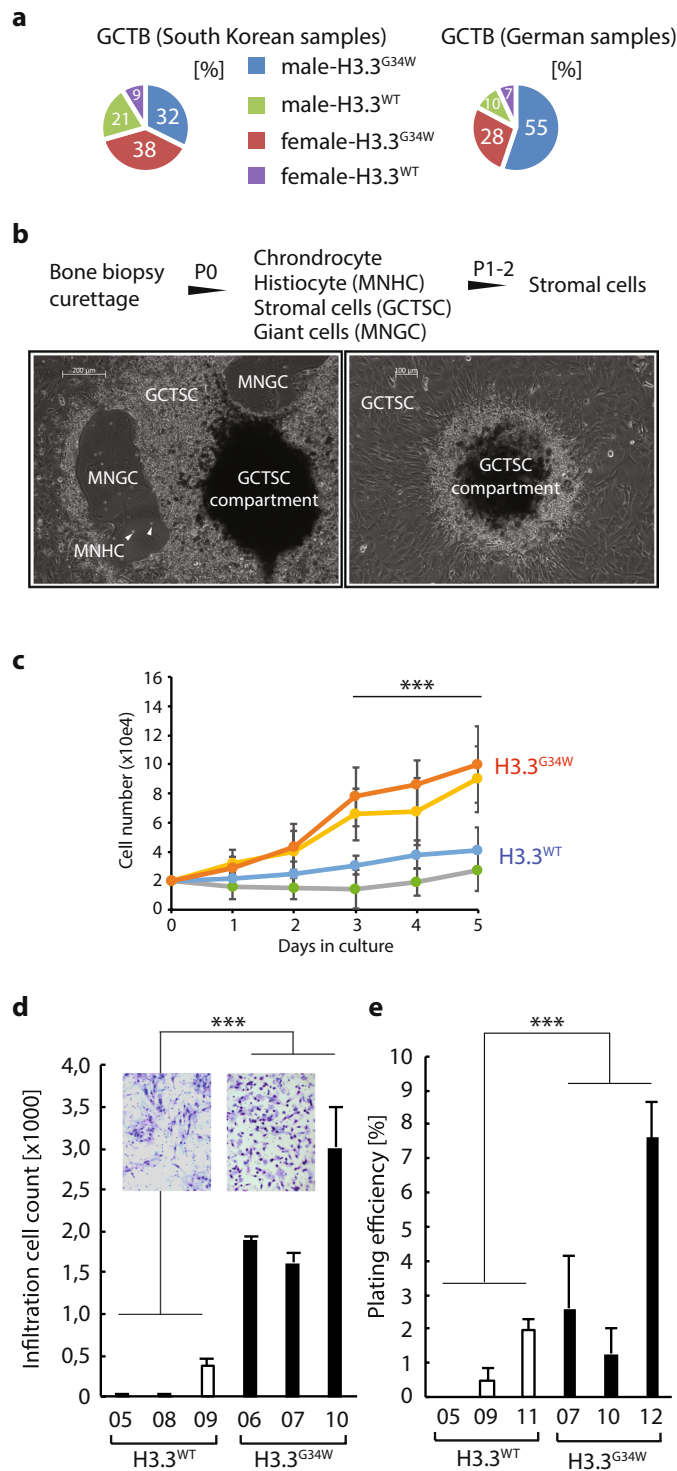 a
GCTB (South Korean samples)
GCTB (German samples)
[%]
[%]
male-H3.3G34W
male-H3.3WT
female-H3.3G34W
female-H3.3WT
9
32
21
38
7
10
28
55
b
Bone biopsy
curettage
P0
Chrondrocyte
Histiocyte (MNHC)
Stromal cells (GCTSC)
Giant cells (MNGC)
P1-2
Stromal cells
200 µm
MNGC
GCTSC
MNGC
GCTSC
compartment
MNHC
100 µm
GCTSC
GCTSC
compartment
c
Cell number (x10e4)
16
14
12
10
8
6
4
2
0
***
H3.3G34W
H3.3WT
0 1 2 3 4 5
Days in culture
d
***
Infiltration cell count [x1000]
4,0
3,5
3,0
2,5
2,0
1,5
1,0
0,5
0
05 08 09 06 07 10
H3.3WT H3.3G34W
e
***
Plating efficiency [%]
10
9
8
7
6
5
4
3
2
1
0
05 09 11 07 10 12
H3.3WT H3.3G34W